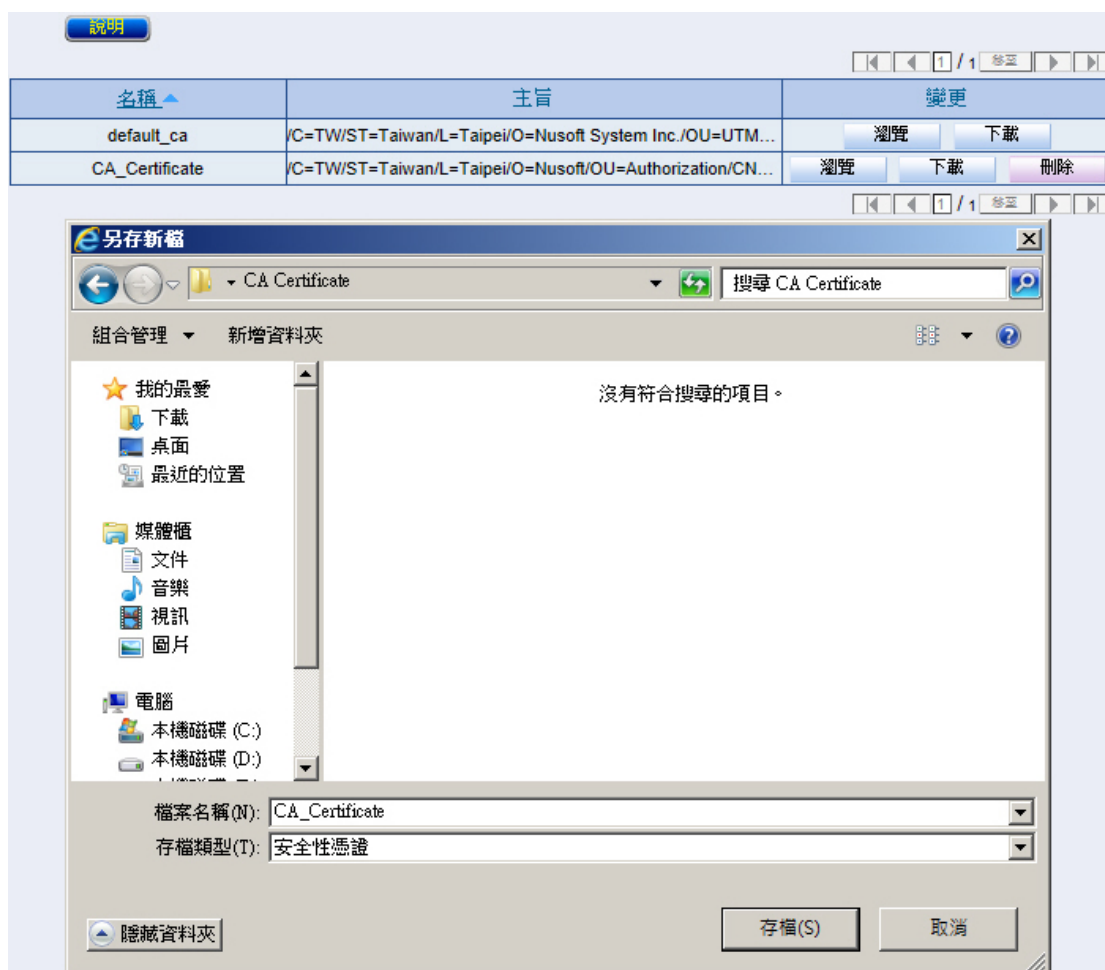 說明
1 / 1 參至
名稱 主旨 變更
default_ca /C=TW/ST=Taiwan/L=Taipei/O=Nusoft System Inc./OU=UTM... 瀏覽 下載
CA_Certificate /C=TW/ST=Taiwan/L=Taipei/O=Nusoft/OU=Authorization/CN... 瀏覽 下載 刪除
1 / 1 參至
另存新檔
CA Certificate 搜尋 CA Certificate
組合管理 新增資料夾
我的最愛
下載
桌面
最近的位置
媒體櫃
文件
音樂
視訊
圖片
電腦
本機磁碟 (C:)
本機磁碟 (D:)
沒有符合搜尋的項目。
檔案名稱(N): CA_Certificate
存檔類型(T): 安全性憑證
隱藏資料夾 存檔(S) 取消